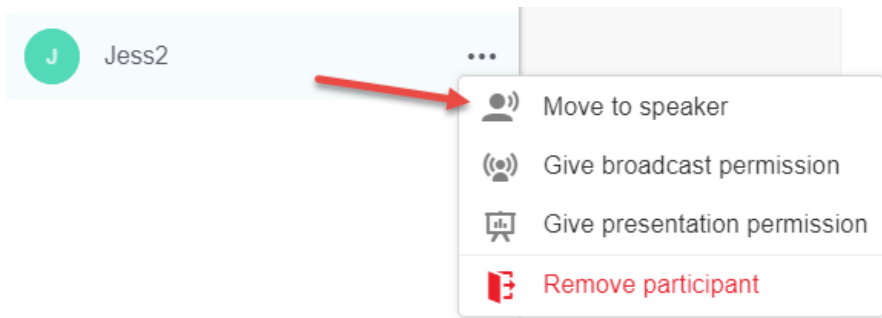 J Jess2 •••
Move to speaker
Give broadcast permission
Give presentation permission
Remove participant